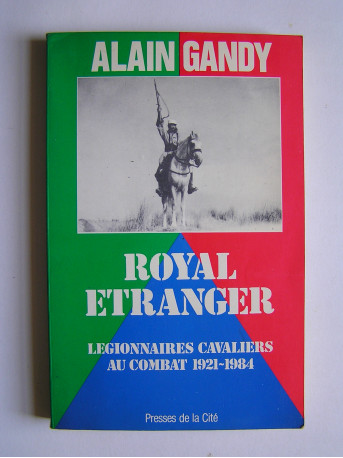 ALAIN GANDY
ROYAL
ETRANGER
LEGIONNAIRES CAVALIERS
AU COMBAT 1921-1984
Presses de la Cité